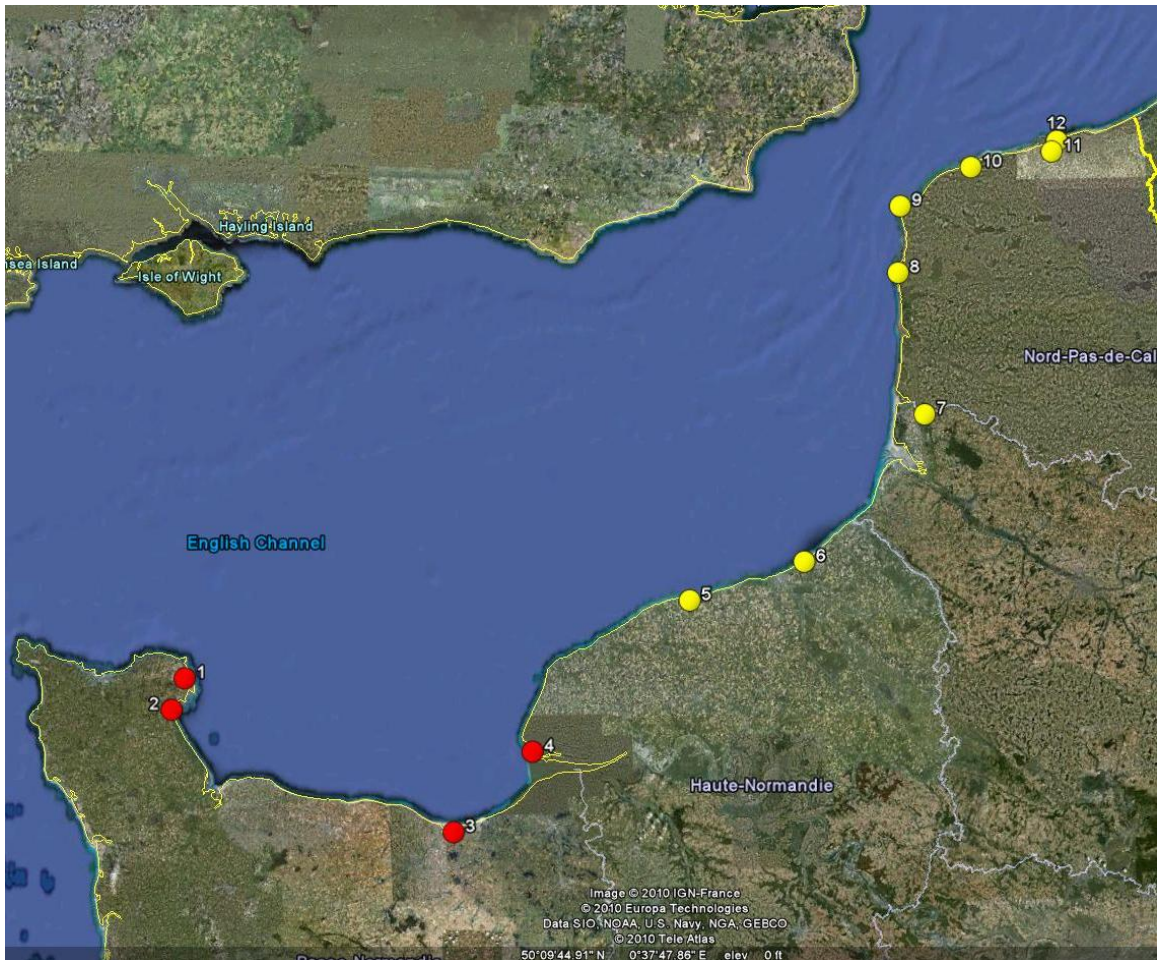 12
11
10
9
Hayling Island
nsea Island
Isle of Wight
8
Nord-Pas-de-Cal
7
English Channel
6
5
1
2
4
Haute-Normandie
3
Image © 2010 IGN-France
© 2010 Europa Technologies
Data SIO, NOAA, U.S. Navy, NGA, GEBCO
© 2010 Tele Atlas
50°09'44.91" N 0°37'47.86" E elev 0 ft